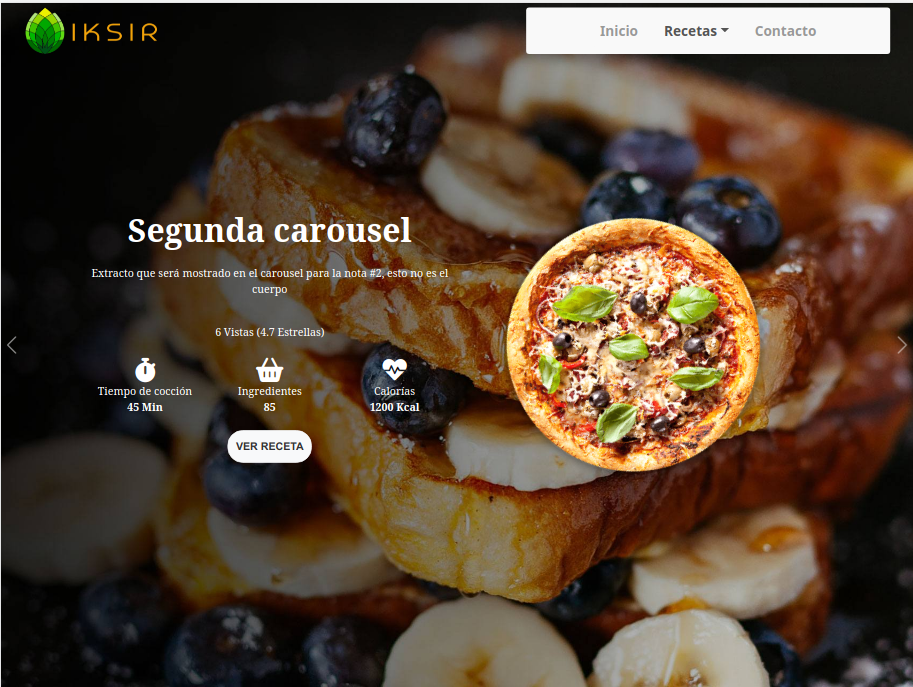 IKSIR
Inicio Recetas Contacto
Segunda carousel
Extracto que será mostrado en el carousel para la nota #2, esto no es el
cuerpo
6 Vistas (4.7 Estrellas)
Tiempo de cocción Ingredientes Calorías
45 Min 85 1200 Kcal
VER RECETA